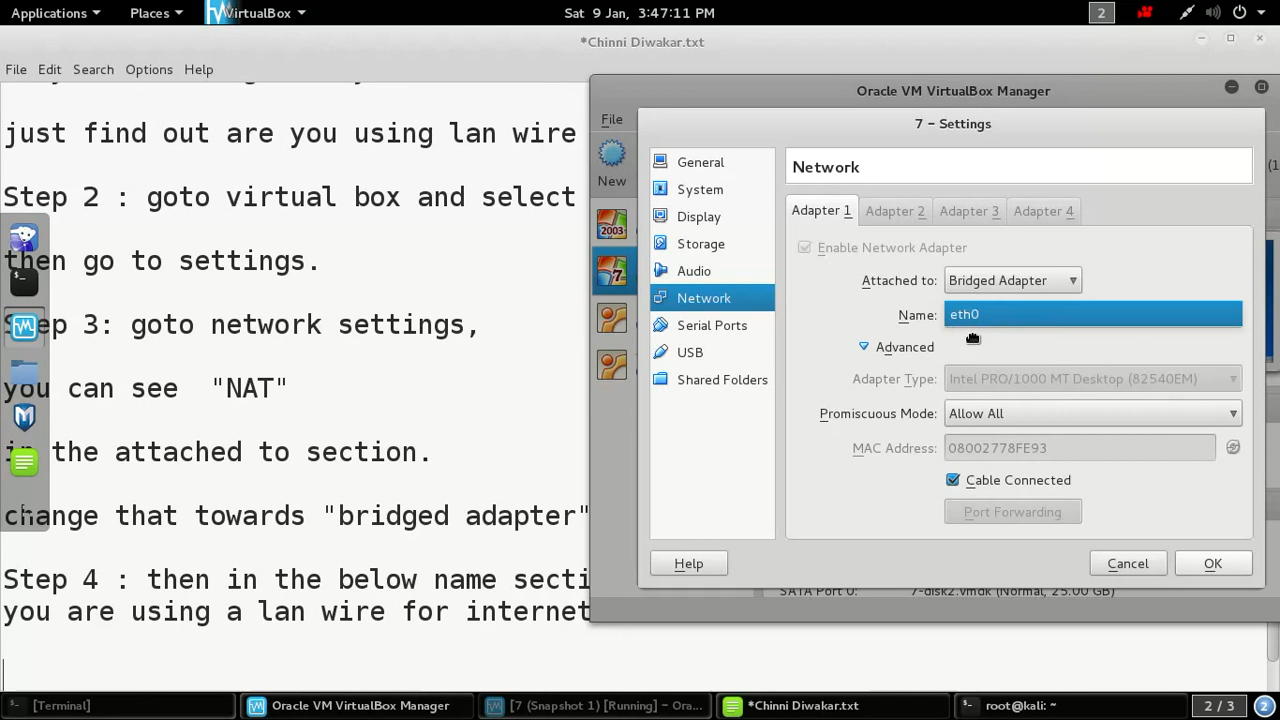 Applications
Places
VirtualBox
Sat 9 Jan, 3:47:11 PM
2
*Chinni Diwakar.txt
File Edit Search Options Help
just find out are you using lan wire
Step 2 : goto virtual box and select
then go to settings.
Step 3: goto network settings,
you can see "NAT"
in the attached to section.
change that towards "bridged adapter"
Step 4 : then in the below name secti
you are using a lan wire for internet
Oracle VM VirtualBox Manager
File
New
2003
7
7 - Settings
General
System
Display
Storage
Audio
Network
Serial Ports
USB
Shared Folders
Network
Adapter 1 Adapter 2 Adapter 3 Adapter 4
Enable Network Adapter
Attached to: Bridged Adapter
Name: eth0
Advanced
Adapter Type: Intel PRO/1000 MT Desktop (82540EM)
Promiscuous Mode: Allow All
MAC Address: 08002778FE93
Cable Connected
Port Forwarding
Help
Cancel
OK
SATA Port 0: 7-disk2.vmdk (Normal, 25.00 GB)
[Terminal]
Oracle VM VirtualBox Manager
[7 (Snapshot 1) [Running] - Ora...
*Chinni Diwakar.txt
root@kali: ~
2 / 3
2